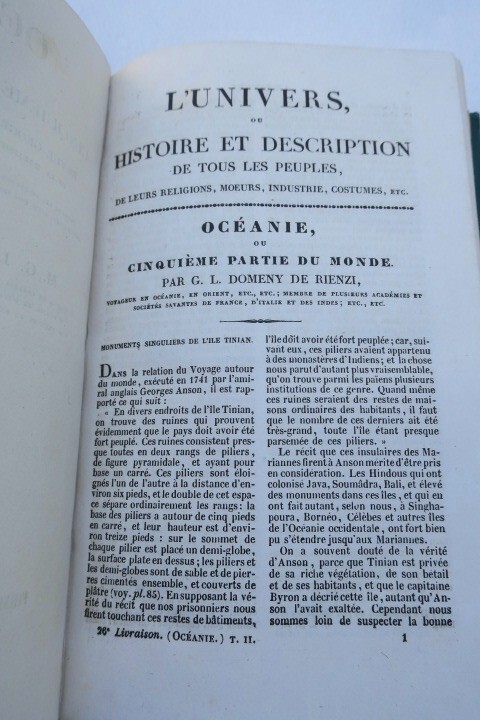 L'UNIVERS,
OU
HISTOIRE ET DESCRIPTION
DE TOUS LES PEUPLES,
DE LEURS RELIGIONS, MOEURS, INDUSTRIE, COSTUMES, ETC.
OCÉANIE,
OU
CINQUIÈME PARTIE DU MONDE.
PAR G. L. DOMENY DE RIENZI,
VOYAGEUR EN OCÉANIE, EN ORIENT, ETC., ETC.; MEMBRE DE PLUSIEURS ACADÉMIES ET
SOCIÉTÉS SAVANTES DE FRANCE, D'ITALIE ET DES INDES; ETC., ETC.
MONUMENTS SINGULIERS DE L'ILE TINIAN.
DANS la relation du Voyage autour
du monde, exécuté en 1741 par l'ami-
ral anglais Georges Anson, il est rap-
porté ce qui suit :
« En divers endroits de l'île Tinian,
on trouve des ruines qui prouvent
évidemment que le pays doit avoir été
fort peuplé. Ces ruines consistent pres-
que toutes en deux rangs de piliers,
de figure pyramidale, et ayant pour
base un carré. Ces piliers sont éloi-
gnés l'un de l'autre à la distance d'en-
viron six pieds, et le double de cet espa-
ce sépare ordinairement les rangs: la
base des piliers a autour de cinq pieds
en carré, et leur hauteur est d'envi-
ron treize pieds : sur le sommet de
chaque pilier est placé un demi-globe,
la surface plate en dessus; les piliers et
les demi-globes sont de sable et de pier-
res cimentés ensemble, et couverts de
plâtre (voy. pl. 85). En supposant la vé-
rité du récit que nos prisonniers nous
firent touchant ces restes de bâtiments,
l'île doit avoir été fort peuplée; car, sui-
vant eux, ces piliers avaient appartenu
à des monastères d'Indiens; et la chose
nous parut d'autant plus vraisemblable,
qu'on trouve parmi les païens plusieurs
institutions de ce genre. Quand même
ces ruines seraient des restes de mai-
sons ordinaires des habitants, il faut
que le nombre de ces derniers ait été
très-grand, toute l'île étant presque
parsemée de ces piliers. »
Le récit que ces insulaires des Ma-
riannes firent à Anson mérite d'être pris
en considération. Les Hindous qui ont
colonisé Java, Soumâdra, Bali, et élevé
des monuments dans ces îles, et qui en
ont fait autant, selon nous, à Singha-
poura, Bornéo, Célèbes et autres îles
de l'Océanie occidentale, ont fort bien
pu s'étendre jusqu'aux Mariannes.
On a souvent douté de la vérité
d'Anson, parce que Tinian est privée
de sa riche végétation, de son bétail
et de ses habitants, et que le capitaine
Byron a décrié cette île, autant qu'An-
son l'avait exaltée. Cependant nous
sommes loin de suspecter la bonne
26e Livraison. (OCÉANIE.) T. II.
1